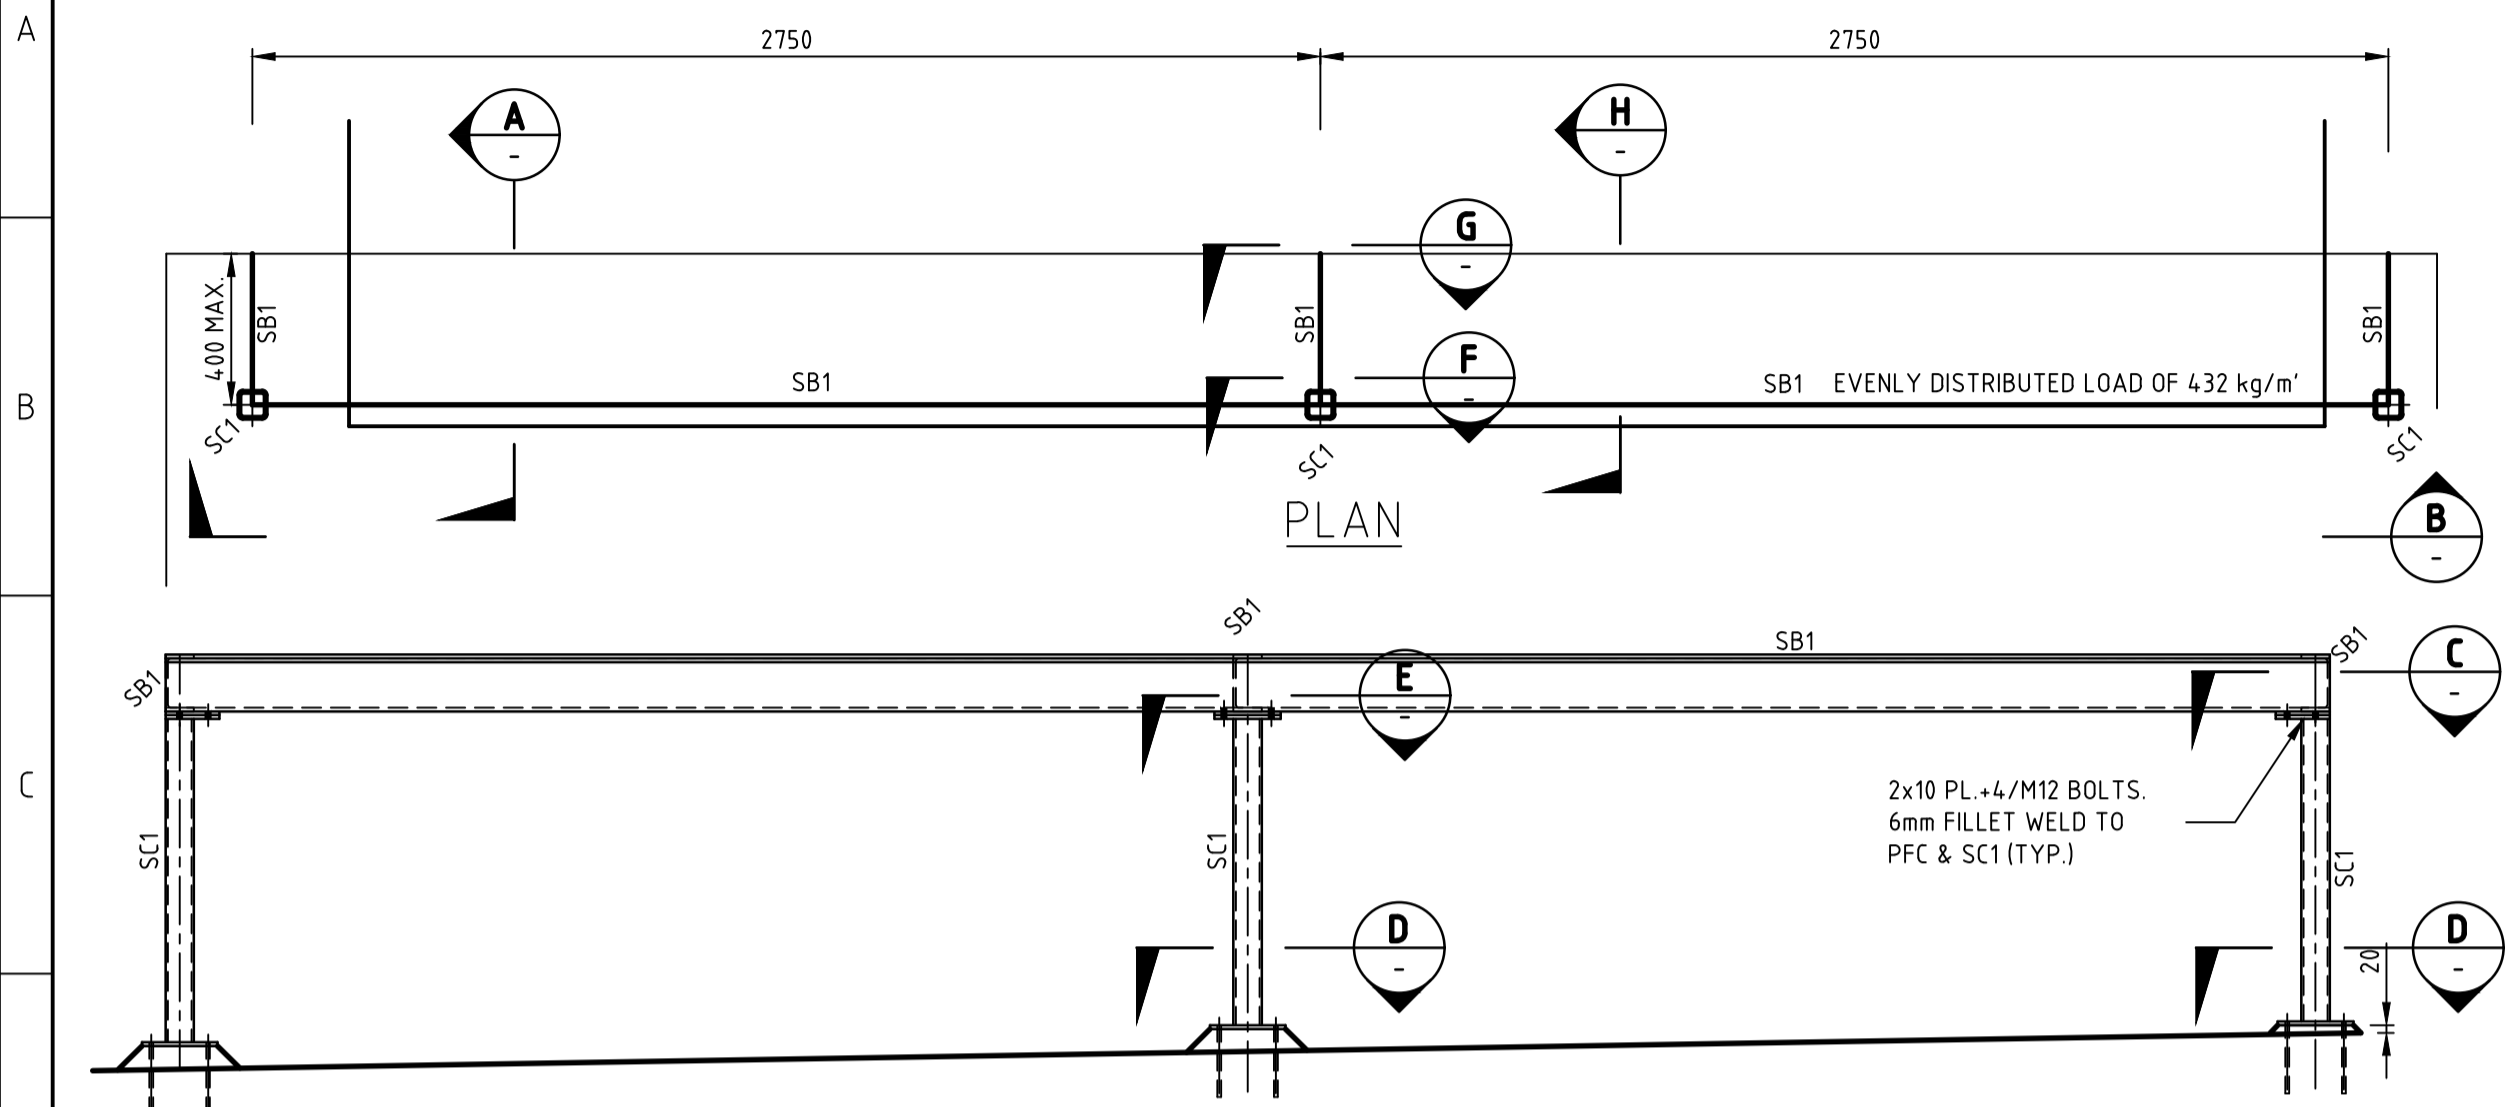 A
2750
2750
A
-
H
-
G
-
400 MAX.
SB1
SB1
SB1
F
-
B
SB1
SB1 EVENLY DISTRIBUTED LOAD OF 432 kg/m'
SC1
SC1
SC1
PLAN
B
-
SB1
SB1
SB1
SB1
C
-
E
-
C
2x10 PL.+4/M12 BOLTS.
6mm FILLET WELD TO
PFC & SC1 (TYP.)
SC1
SC1
SC1
D
-
D
-
20